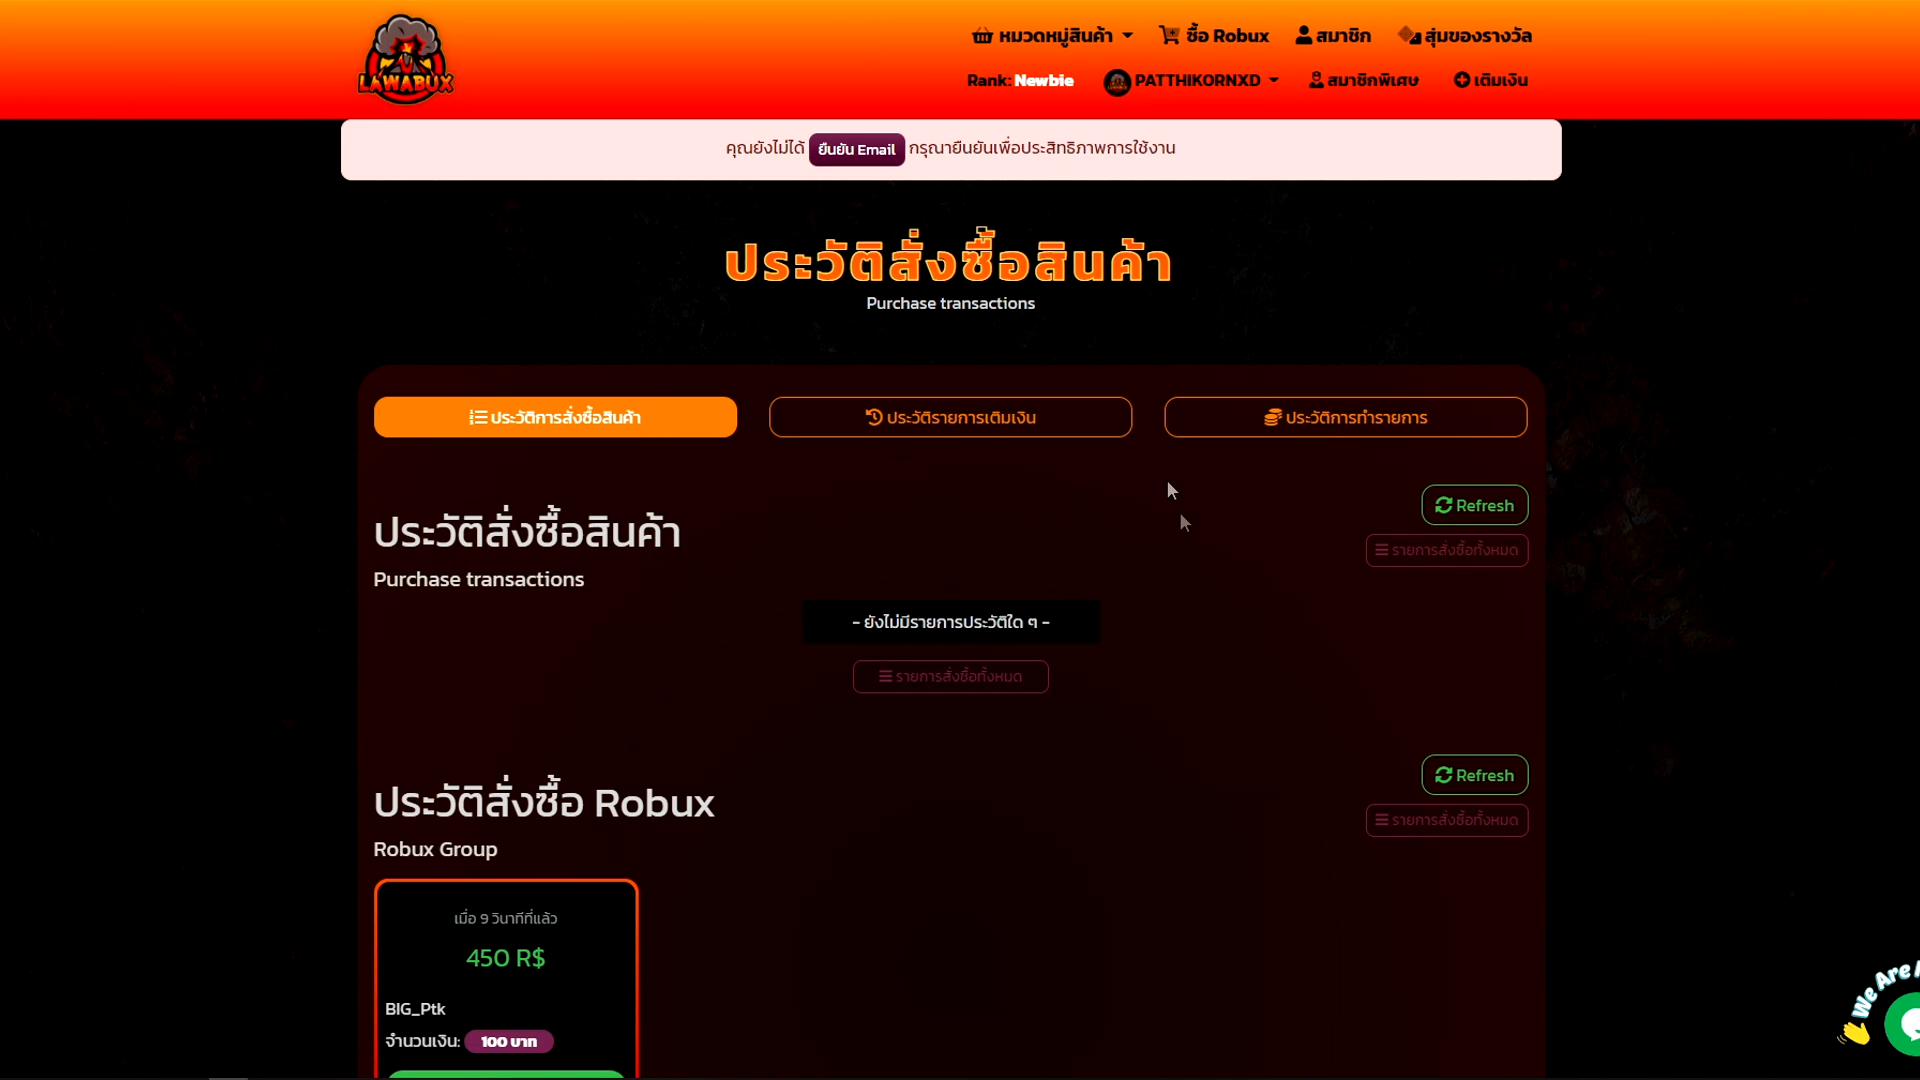 LAWABUX
หมวดหมู่สินค้า ซื้อ Robux สมาชิก สุ่มของรางวัล
Rank: Newbie PATTHIKORNXD สมาชิกพิเศษ เติมเงิน
คุณยังไม่ได้ ยืนยัน Email กรุณายืนยันเพื่อประสิทธิภาพการใช้งาน
ประวัติสั่งซื้อสินค้า
Purchase transactions
ประวัติการสั่งซื้อสินค้า ประวัติรายการเติมเงิน ประวัติการทำรายการ
Refresh
ประวัติสั่งซื้อสินค้า
รายการสั่งซื้อทั้งหมด
Purchase transactions
- ยังไม่มีรายการประวัติใด ๆ -
รายการสั่งซื้อทั้งหมด
Refresh
ประวัติสั่งซื้อ Robux
รายการสั่งซื้อทั้งหมด
Robux Group
เมื่อ 9 วินาทีที่แล้ว
450 R$
BIG_Ptk
จำนวนเงิน: 100 บาท
We Are